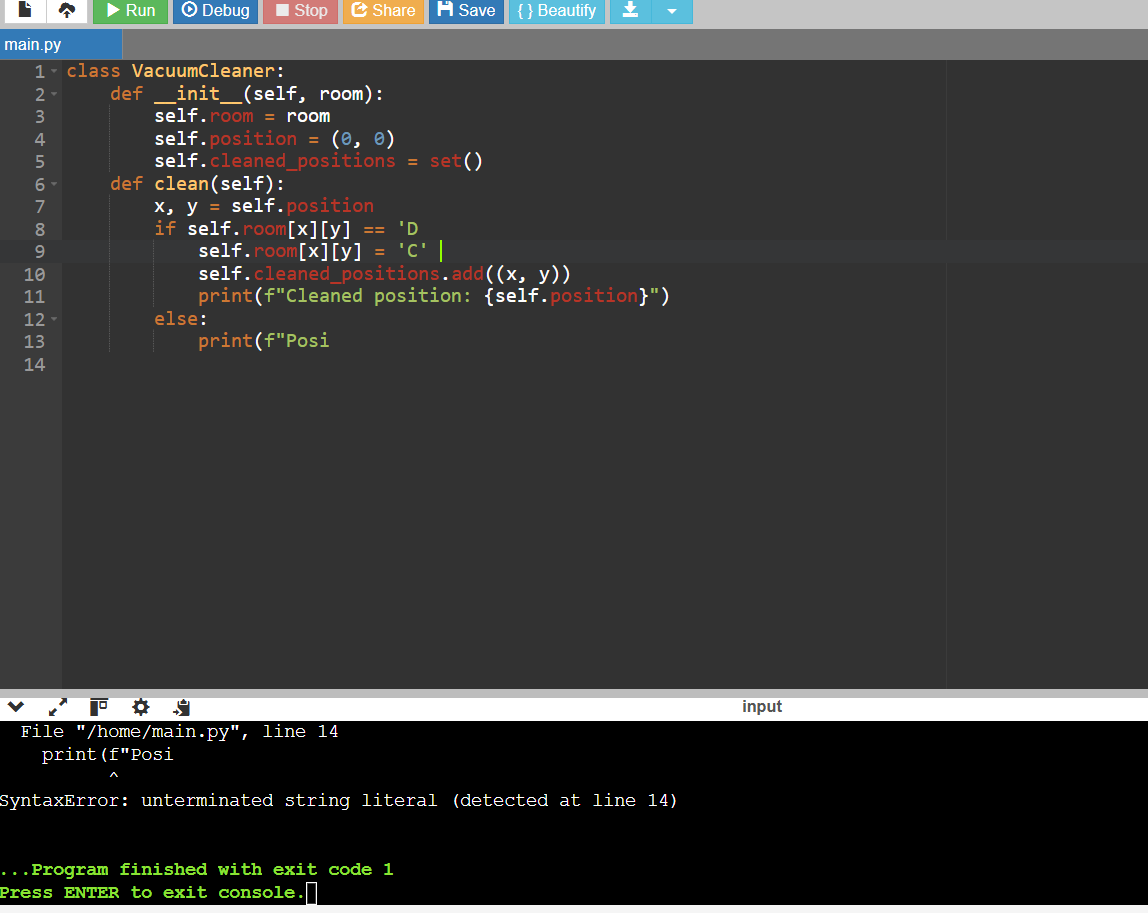 Run Debug Stop Share Save { } Beautify
main.py
1 class VacuumCleaner:
2     def __init__(self, room):
3         self.room = room
4         self.position = (0, 0)
5         self.cleaned_positions = set()
6     def clean(self):
7         x, y = self.position
8         if self.room[x][y] == 'D
9             self.room[x][y] = 'C'
10             self.cleaned_positions.add((x, y))
11             print(f"Cleaned position: {self.position}")
12         else:
13             print(f"Posi
14
input
  File "/home/main.py", line 14
    print(f"Posi
          ^
SyntaxError: unterminated string literal (detected at line 14)
...Program finished with exit code 1
Press ENTER to exit console.